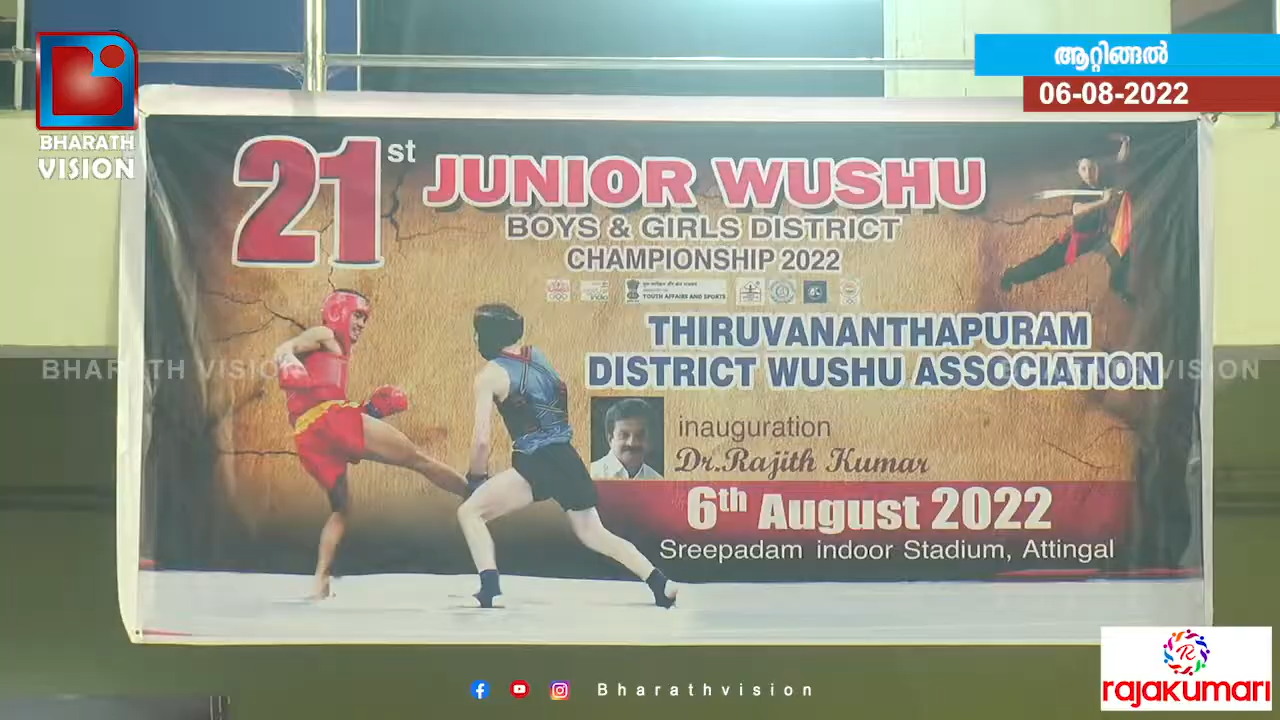 ആറ്റിങ്ങൽ
06-08-2022
BHARATH
VISION
21st JUNIOR WUSHU
BOYS & GIRLS DISTRICT
CHAMPIONSHIP 2022
YOUTH AFFAIRS AND SPORTS
THIRUVANANTHAPURAM
DISTRICT WUSHU ASSOCIATION
BHARATH VISION
BHARATH VISION
inauguration
Dr.Rajith Kumar
6th August 2022
Sreepadam indoor Stadium, Attingal
rajakumari
Bharathvision